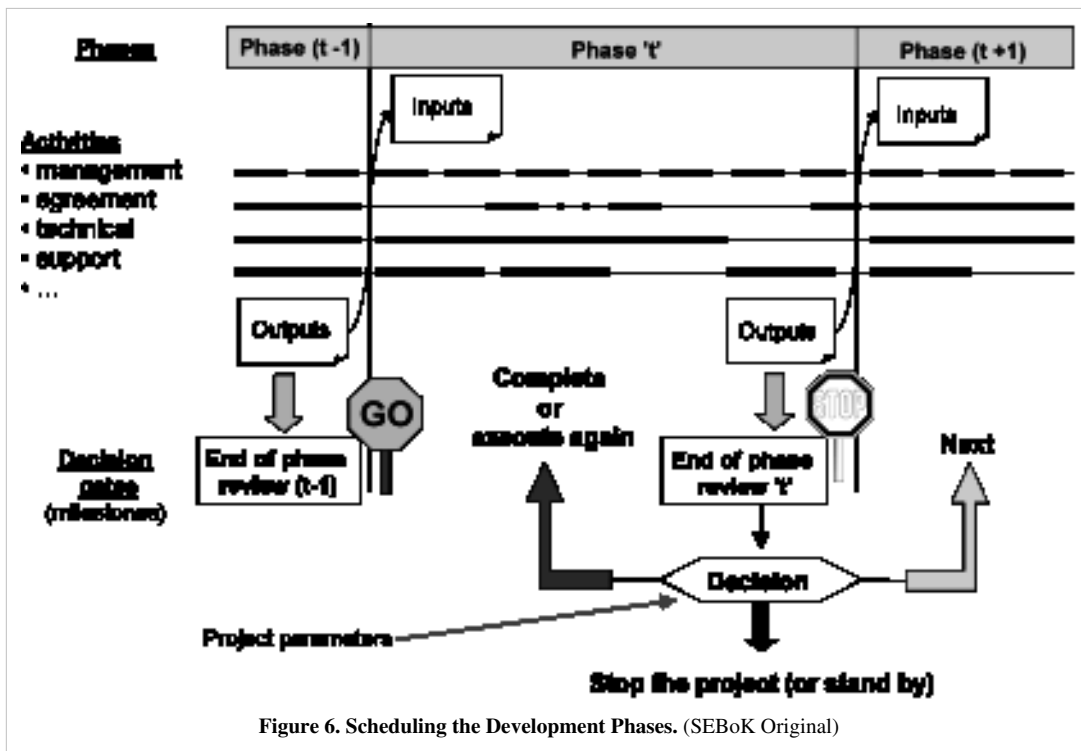 Phases
Phase (t -1)
Phase 't'
Phase (t +1)
Inputs
Inputs
Activities
• management
• agreement
• technical
• support
• ...
Outputs
Outputs
GO
STOP
Complete
or
execute again
Next
Decision
gates
(milestones)
End of phase
review (t-1)
End of phase
review 't'
Decision
Project parameters
Stop the project (or stand by)
Figure 6. Scheduling the Development Phases. (SEBoK Original)